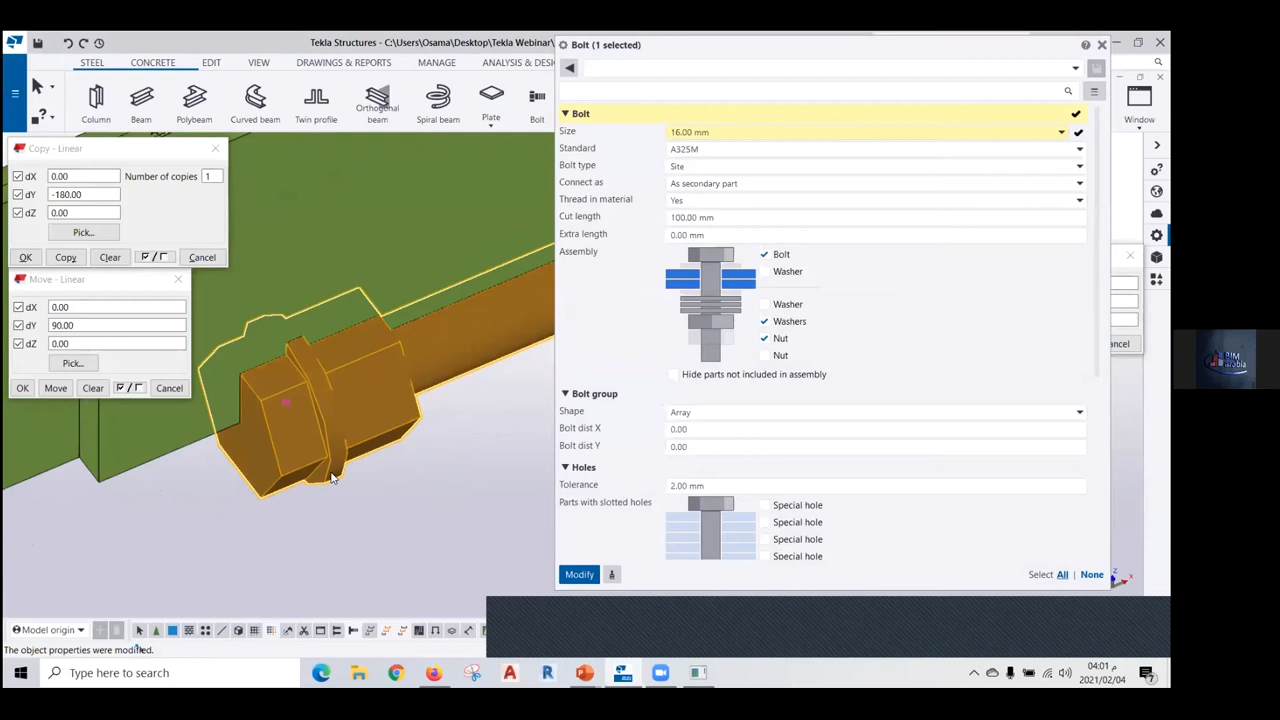 Tekla Structures - C:\Users\Osama\Desktop\Tekla Webinar\
STEEL CONCRETE EDIT VIEW DRAWINGS & REPORTS MANAGE ANALYSIS & DES
Column Beam Polybeam Curved beam Twin profile Orthogonal beam Spiral beam Plate Bolt Window
Copy - Linear
dX 0.00 Number of copies 1
dY -180.00
dZ 0.00
Pick...
OK Copy Clear Cancel
Move - Linear
dX 0.00
dY 90.00
dZ 0.00
Pick...
OK Move Clear Cancel
Bolt (1 selected)
Bolt
Size 16.00 mm
Standard A325M
Bolt type Site
Connect as As secondary part
Thread in material Yes
Cut length 100.00 mm
Extra length 0.00 mm
Assembly Bolt
Washer
Washer
Washers
Nut
Nut
Hide parts not included in assembly
Bolt group
Shape Array
Bolt dist X 0.00
Bolt dist Y 0.00
Holes
Tolerance 2.00 mm
Parts with slotted holes Special hole
Special hole
Special hole
Special hole
Modify Select All | None
ancel
z x
BIM arabia
Model origin
The object properties were modified.
Type here to search
04:01 م
2021/02/04
7